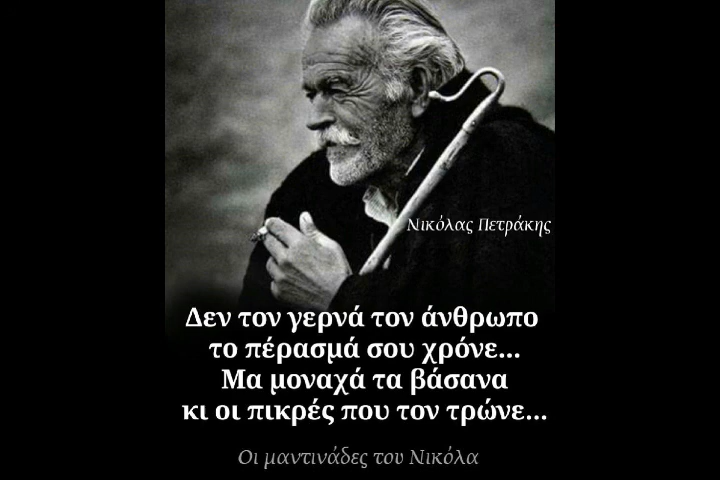 Νικόλας Πετράκης
Δεν τον γερνά τον άνθρωπο
το πέρασμά σου χρόνε...
Μα μοναχά τα βάσανα
κι οι πικρές που τον τρώνε...
Οι μαντινάδες του Νικόλα